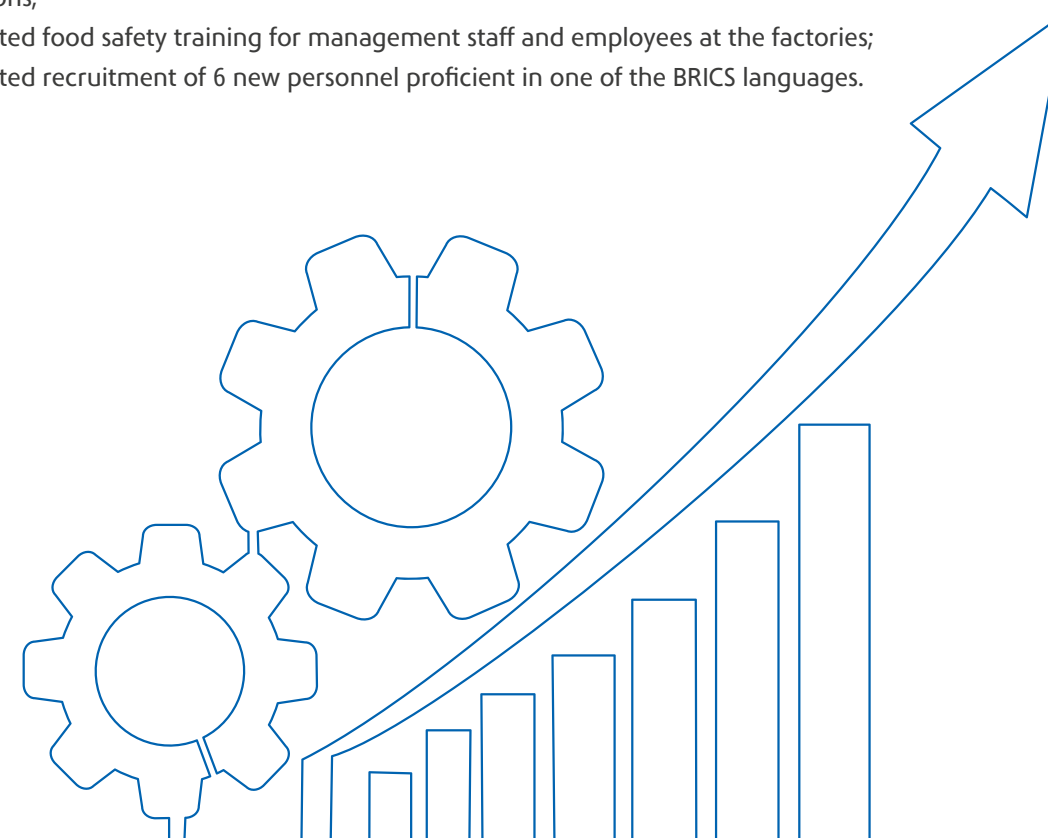 ons;
ted food safety training for management staff and employees at the factories;
ted recruitment of 6 new personnel proficient in one of the BRICS languages.